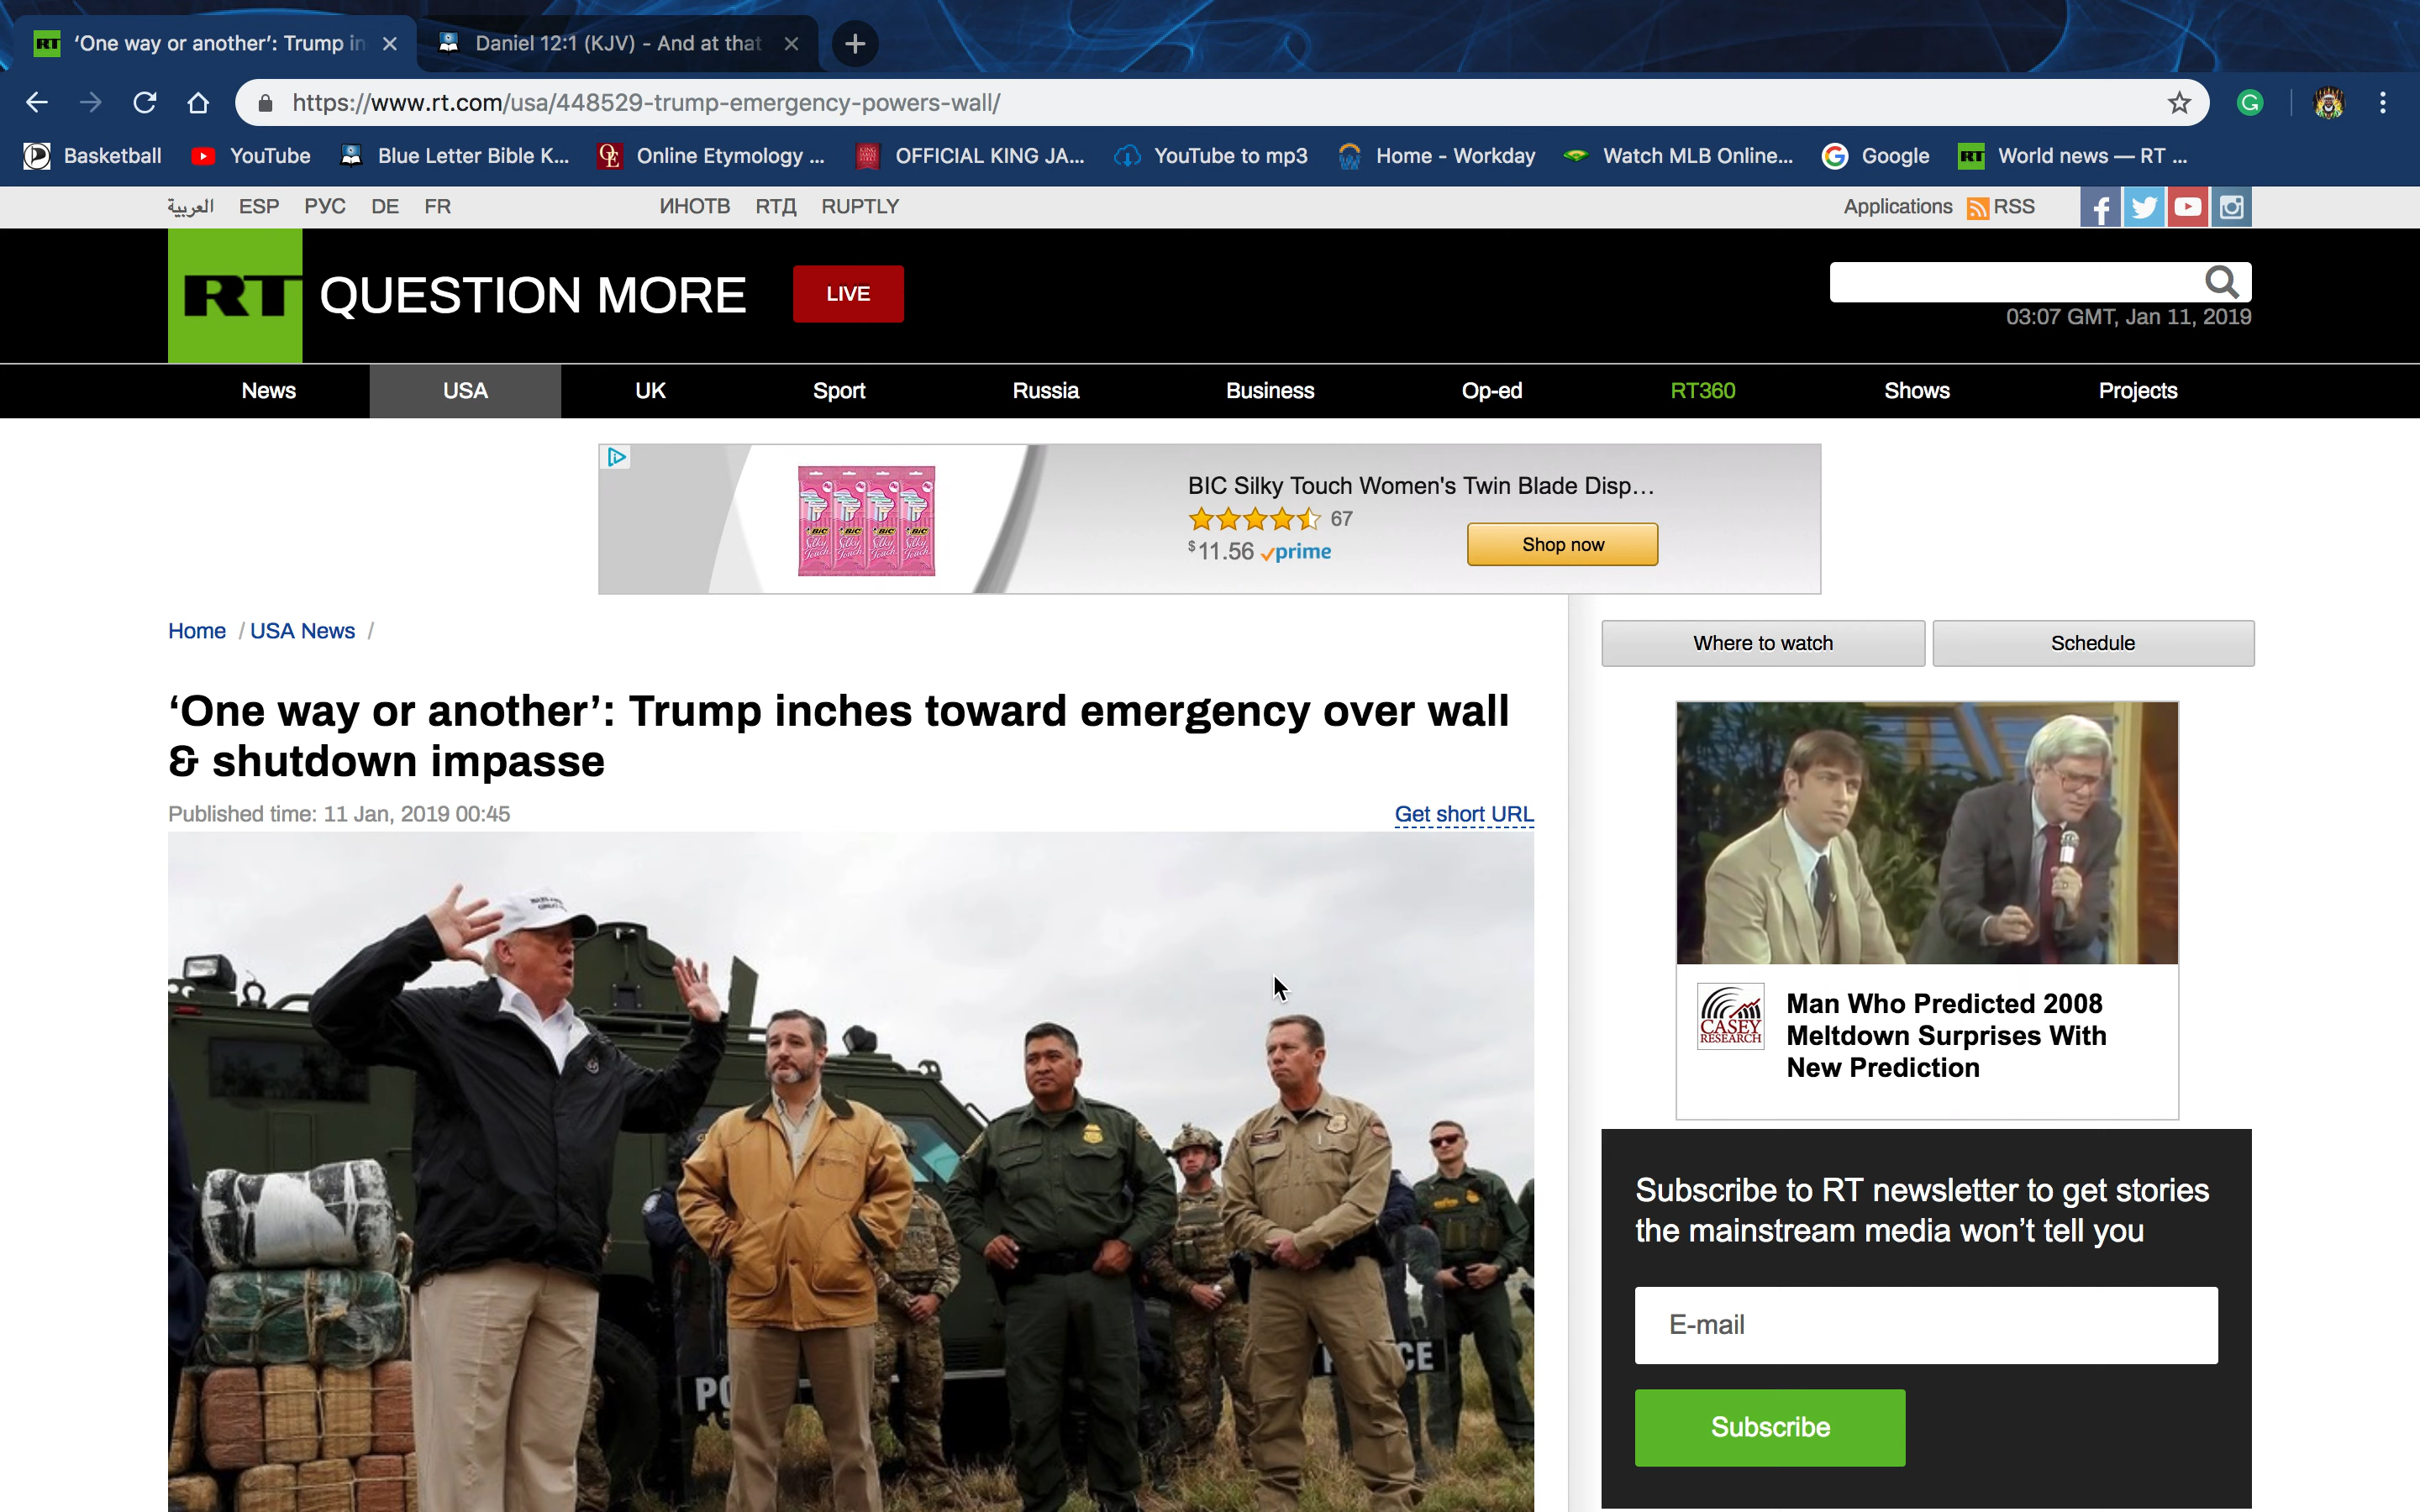 ‘One way or another’: Trump in
Daniel 12:1 (KJV) - And at that
https://www.rt.com/usa/448529-trump-emergency-powers-wall/
Basketball YouTube Blue Letter Bible K... Online Etymology ... OFFICIAL KING JA... YouTube to mp3 Home - Workday Watch MLB Online... Google World news — RT ...
العربية ESP РУС DE FR ИНОТВ RTД RUPTLY Applications RSS
RT QUESTION MORE LIVE
03:07 GMT, Jan 11, 2019
News USA UK Sport Russia Business Op-ed RT360 Shows Projects
BIC Silky Touch Women's Twin Blade Disp...
67
$11.56 prime
Shop now
Home / USA News /
Where to watch Schedule
‘One way or another’: Trump inches toward emergency over wall
& shutdown impasse
Published time: 11 Jan, 2019 00:45
Get short URL
CASEY
RESEARCH
Man Who Predicted 2008
Meltdown Surprises With
New Prediction
Subscribe to RT newsletter to get stories
the mainstream media won’t tell you
E-mail
Subscribe